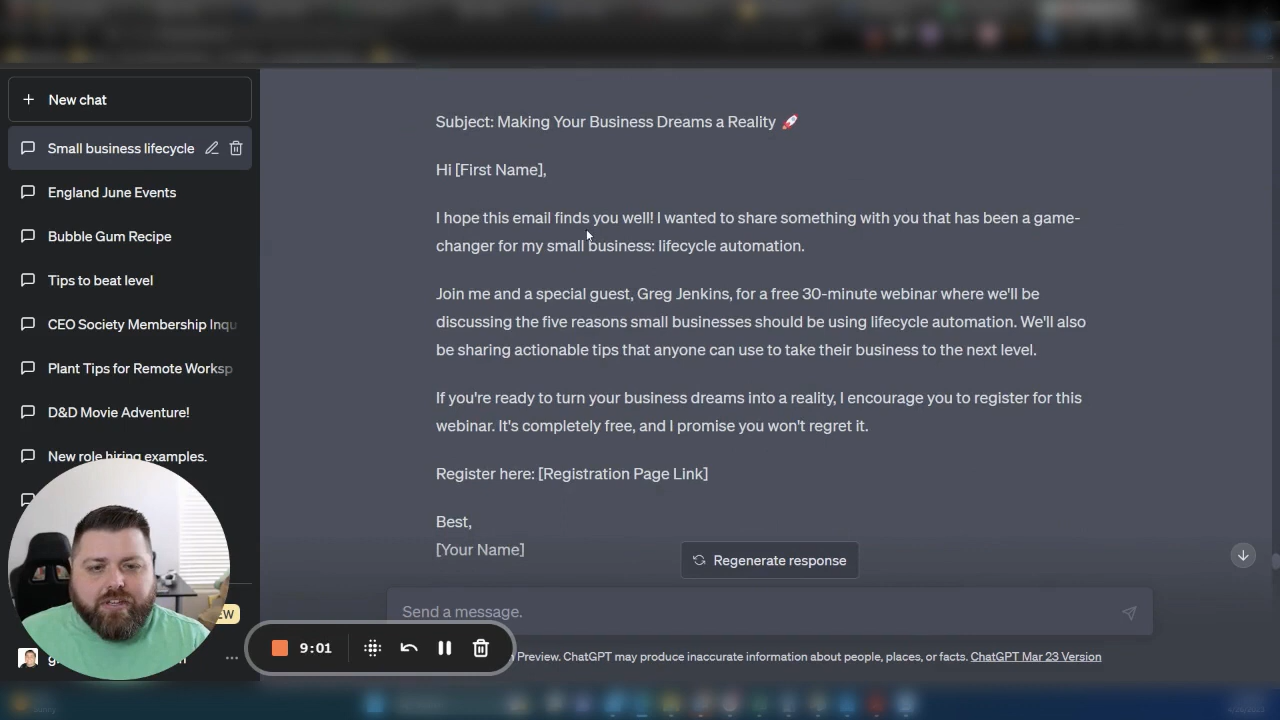 New chat
Small business lifecycle
England June Events
Bubble Gum Recipe
Tips to beat level
CEO Society Membership Inqu
Plant Tips for Remote Worksp
D&D Movie Adventure!
New role hiring examples.
Subject: Making Your Business Dreams a Reality 🚀
Hi [First Name],
I hope this email finds you well! I wanted to share something with you that has been a game-
changer for my small business: lifecycle automation.
Join me and a special guest, Greg Jenkins, for a free 30-minute webinar where we'll be
discussing the five reasons small businesses should be using lifecycle automation. We'll also
be sharing actionable tips that anyone can use to take their business to the next level.
If you're ready to turn your business dreams into a reality, I encourage you to register for this
webinar. It's completely free, and I promise you won't regret it.
Register here: [Registration Page Link]
Best,
[Your Name]
Regenerate response
Send a message.
9:01
Preview. ChatGPT may produce inaccurate information about people, places, or facts. ChatGPT Mar 23 Version